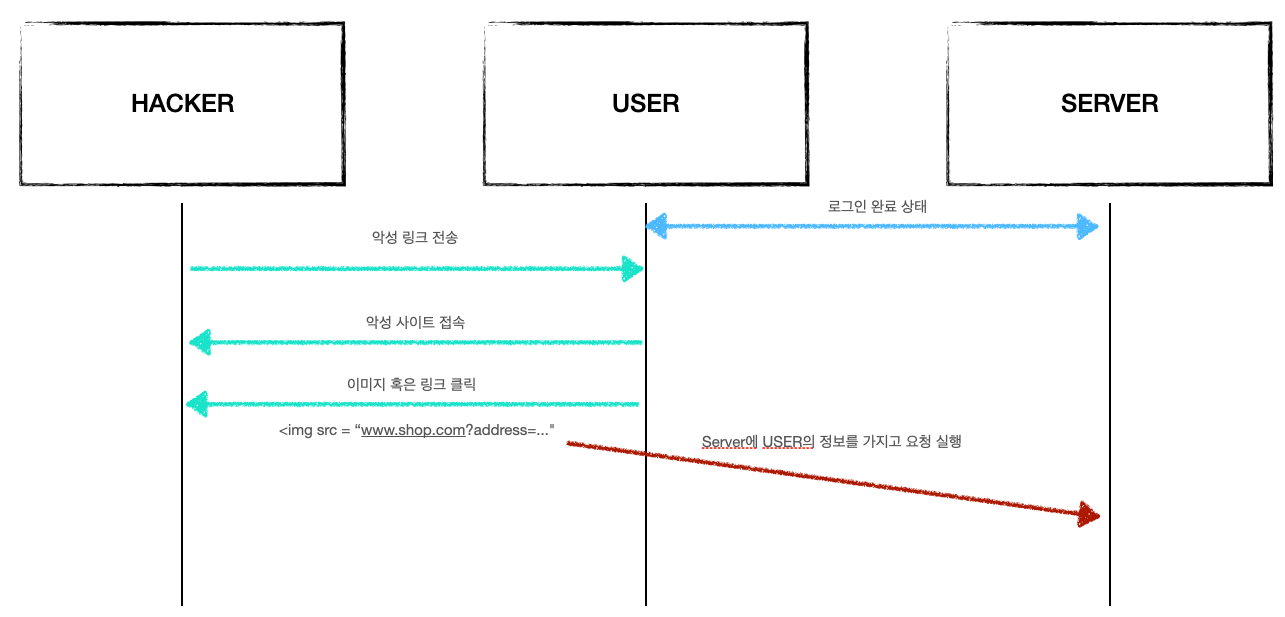 HACKER
USER
SERVER
로그인 완료 상태
악성 링크 전송
악성 사이트 접속
이미지 혹은 링크 클릭
<img src = “www.shop.com?address=..."
Server에 USER의 정보를 가지고 요청 실행